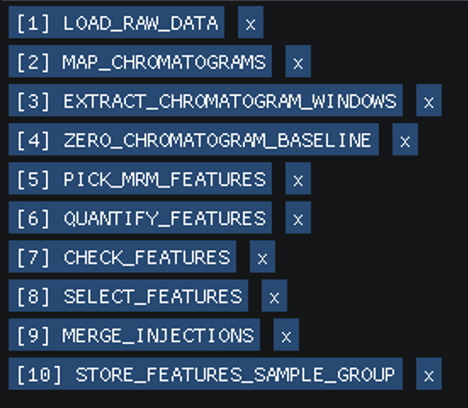 [1] LOAD_RAW_DATA x
[2] MAP_CHROMATOGRAMS x
[3] EXTRACT_CHROMATOGRAM_WINDOWS x
[4] ZERO_CHROMATOGRAM_BASELINE x
[5] PICK_MRM_FEATURES x
[6] QUANTIFY_FEATURES x
[7] CHECK_FEATURES x
[8] SELECT_FEATURES x
[9] MERGE_INJECTIONS x
[10] STORE_FEATURES_SAMPLE_GROUP x